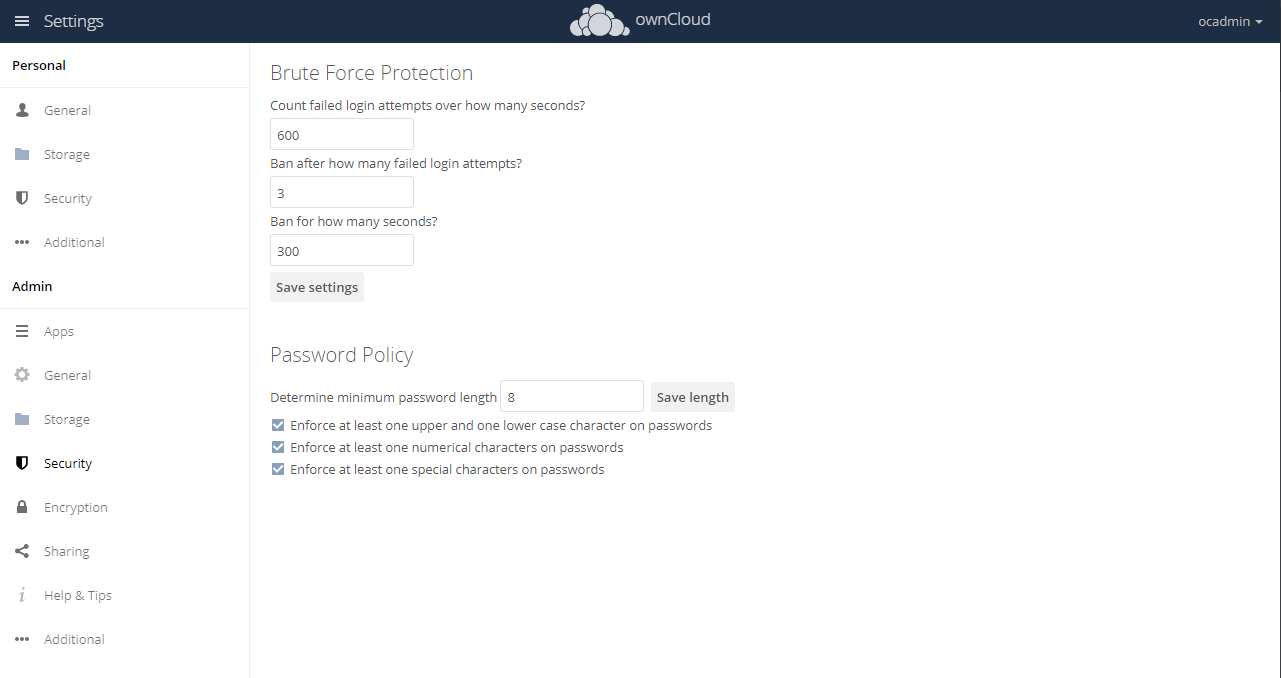 Settings
ownCloud
ocadmin
Personal
General
Storage
Security
Additional
Admin
Apps
General
Storage
Security
Encryption
Sharing
Help & Tips
Additional
Brute Force Protection
Count failed login attempts over how many seconds?
600
Ban after how many failed login attempts?
3
Ban for how many seconds?
300
Save settings
Password Policy
Determine minimum password length 8 Save length
Enforce at least one upper and one lower case character on passwords
Enforce at least one numerical characters on passwords
Enforce at least one special characters on passwords